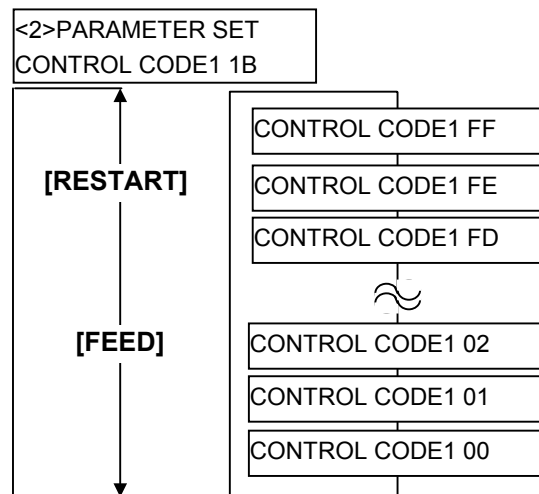 <2>PARAMETER SET
CONTROL CODE1 1B
CONTROL CODE1 FF
[RESTART]
CONTROL CODE1 FE
CONTROL CODE1 FD
[FEED]
CONTROL CODE1 02
CONTROL CODE1 01
CONTROL CODE1 00